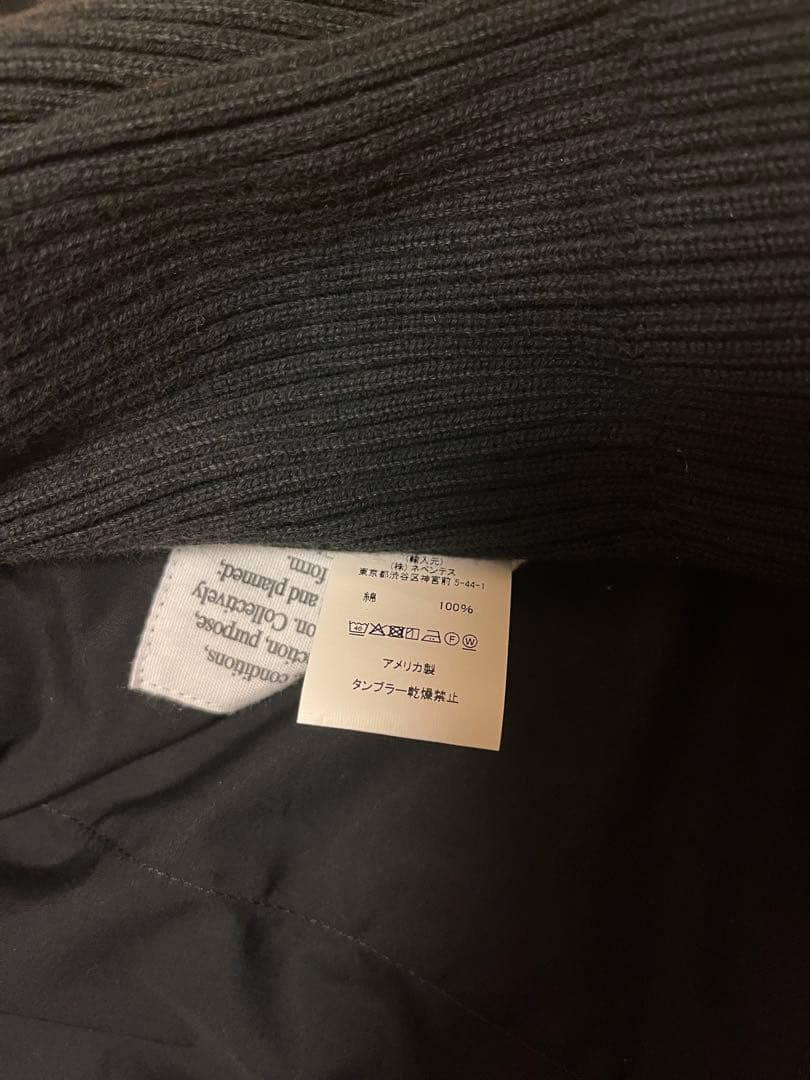 (輸入元)
(株) ネペンテス
東京都渋谷区神宮前 5-44-1
綿 100%
40 F W
アメリカ製
タンブラー乾燥禁止
conditions,
ction, purpose,
on. Collectively
and planned,
form.